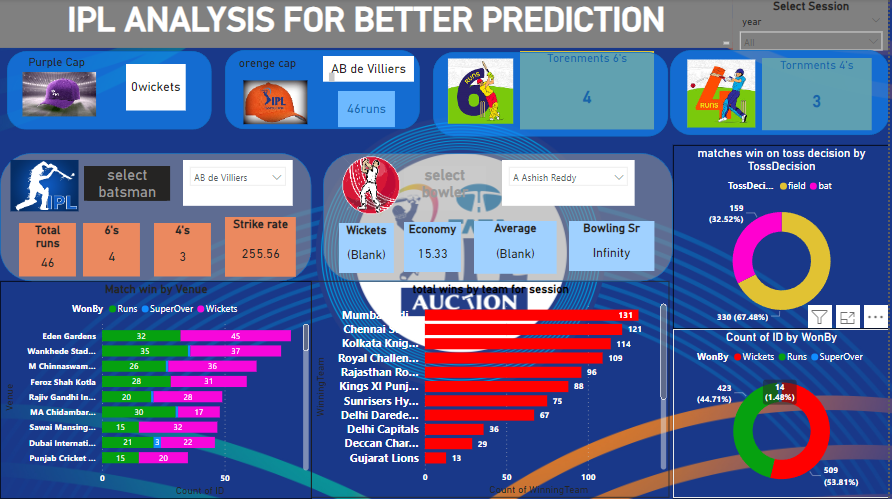 IPL ANALYSIS FOR BETTER PREDICTION
Select Session
year
All
Purple Cap
0wickets
orenge cap
AB de Villiers
46runs
IPL
RUNS
6
Torenments 6's
4
4
RUNS
Tornments 4's
3
IPL
select
batsman
AB de Villiers
Total
runs
46
6's
4
4's
3
Strike rate
255.56
select
bowler
A Ashish Reddy
TATA
Wickets
(Blank)
Economy
15.33
Average
(Blank)
Bowling Sr
Infinity
AUCTION
matches win on toss decision by
TossDecision
TossDeci... field bat
159
(32.52%)
330 (67.48%)
Match win by Venue
WonBy Runs SuperOver Wickets
Venue
Eden Gardens 32 45
Wankhede Stad... 35 37
M Chinnaswam... 26 36
Feroz Shah Kotla 28 31
Rajiv Gandhi In... 20 28
MA Chidambar... 30 17
Sawai Mansing... 15 32
Dubai Internati... 21 3 22
Punjab Cricket ... 15 20
0 50
Count of ID
total wins by team for session
WinningTeam
131
Chennai S... 121
Kolkata Knig... 114
Royal Challen... 109
Rajasthan Ro... 96
Kings XI Punj... 88
Sunrisers Hy... 75
Delhi Darede... 67
Delhi Capitals 36
Deccan Char... 29
Gujarat Lions 13
0 50 100
Count of WinningTeam
Count of ID by WonBy
WonBy Wickets Runs SuperOver
14
(1.48%)
423
(44.71%)
509
(53.81%)